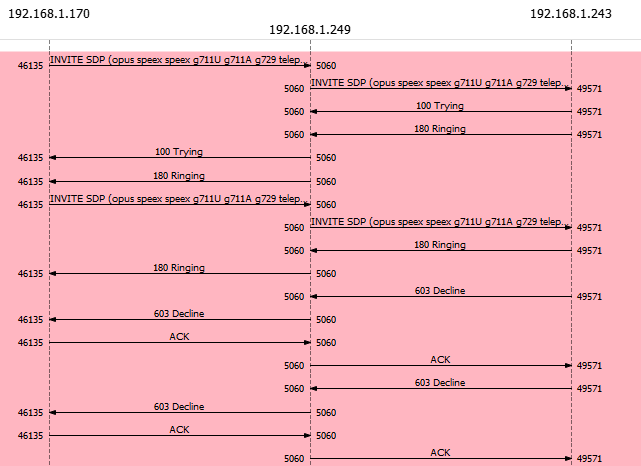 192.168.1.170
192.168.1.249
192.168.1.243
46135 INVITE SDP (opus speex speex g711U g711A g729 telep... 5060
5060 INVITE SDP (opus speex speex g711U g711A g729 telep... 49571
5060 100 Trying 49571
5060 180 Ringing 49571
46135 100 Trying 5060
46135 180 Ringing 5060
46135 INVITE SDP (opus speex speex g711U g711A g729 telep... 5060
5060 INVITE SDP (opus speex speex g711U g711A g729 telep... 49571
5060 180 Ringing 49571
46135 180 Ringing 5060
5060 603 Decline 49571
46135 603 Decline 5060
46135 ACK 5060
5060 ACK 49571
5060 603 Decline 49571
46135 603 Decline 5060
46135 ACK 5060
5060 ACK 49571